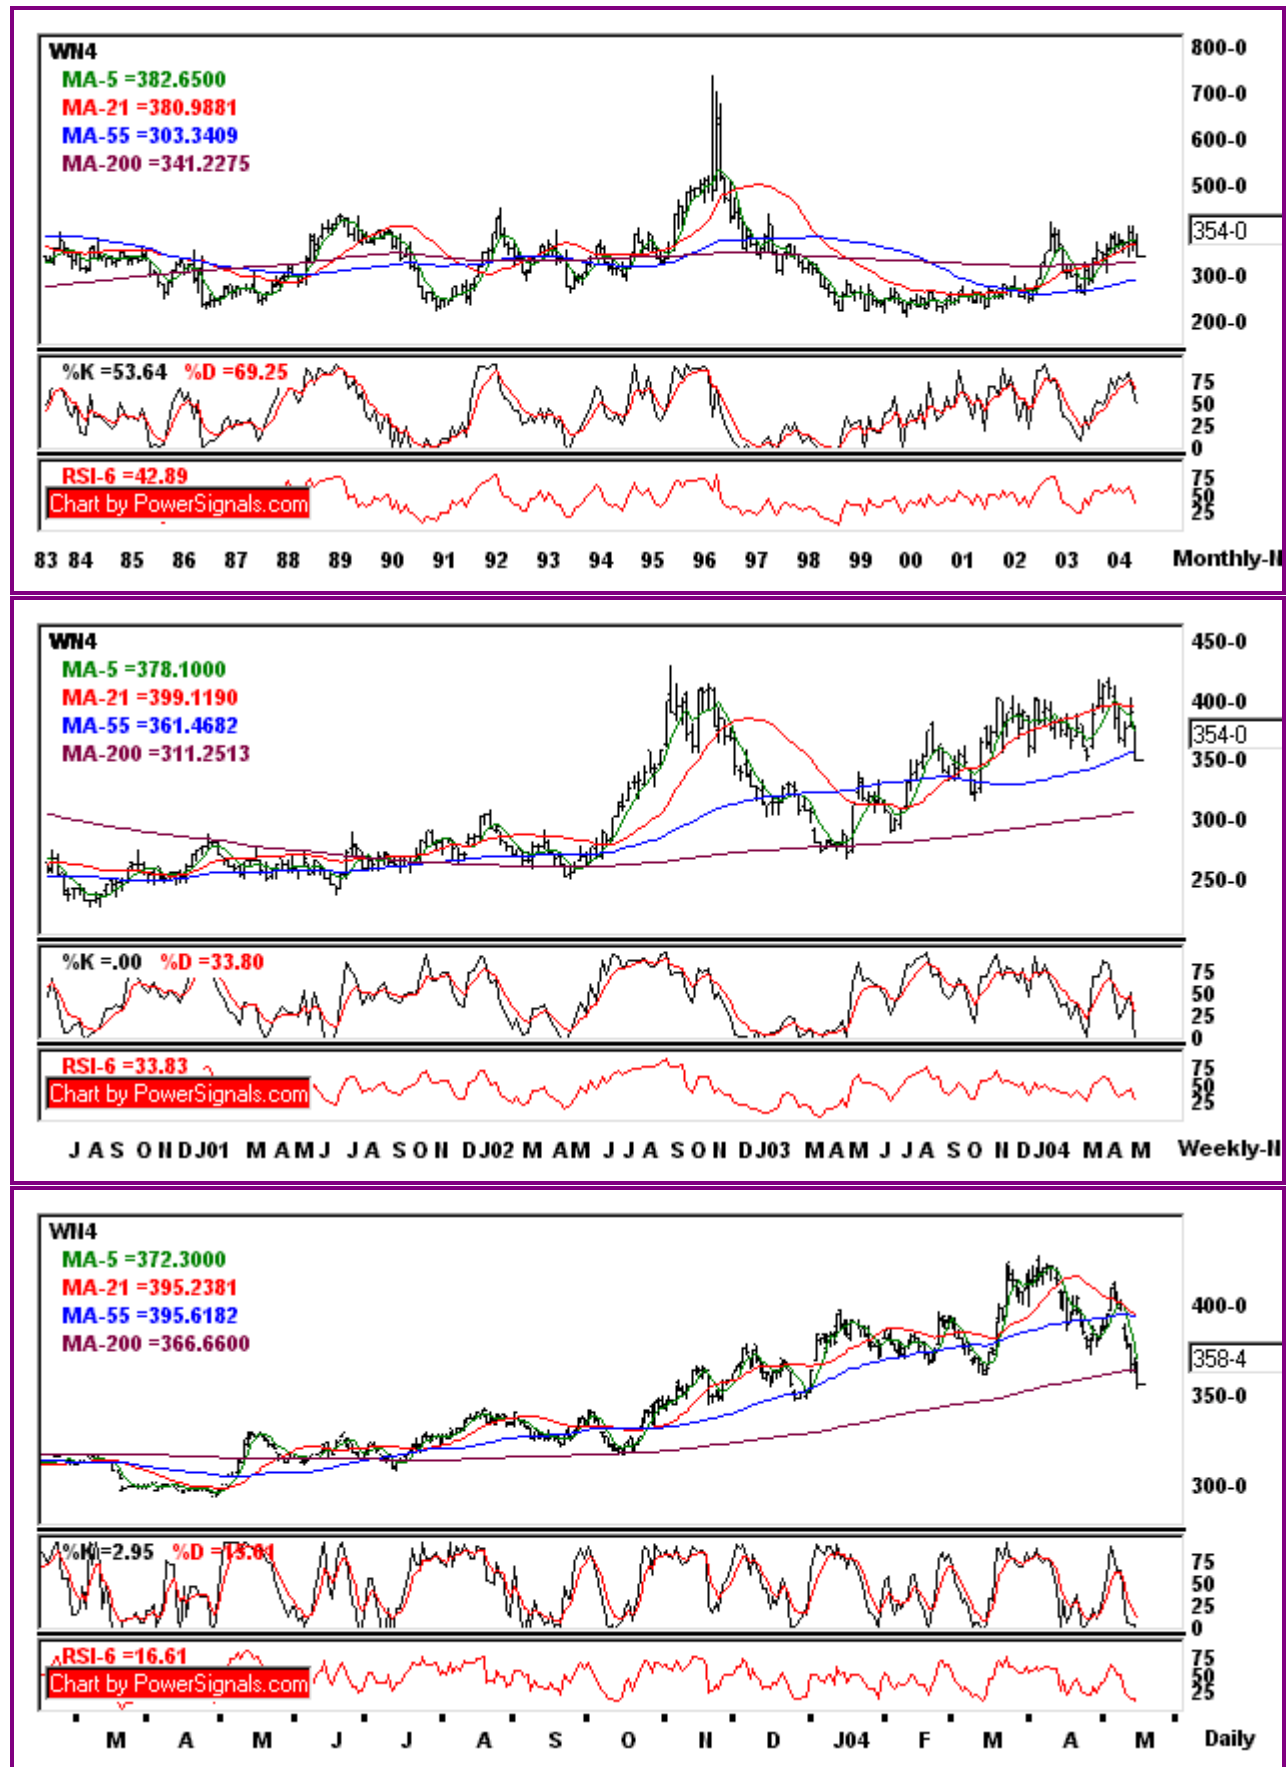 WN4
MA-5 =382.6500
MA-21 =380.9881
MA-55 =303.3409
MA-200 =341.2275
800-0
700-0
600-0
500-0
354-0
300-0
200-0
%K =53.64 %D =69.25
75
50
25
0
RSI-6 =42.89
Chart by PowerSignals.com
75
50
25
83 84 85 86 87 88 89 90 91 92 93 94 95 96 97 98 99 00 01 02 03 04 Monthly-N
WN4
MA-5 =378.1000
MA-21 =399.1190
MA-55 =361.4682
MA-200 =311.2513
450-0
400-0
354-0
350-0
300-0
250-0
%K =.00 %D =33.80
75
50
25
0
RSI-6 =33.83
Chart by PowerSignals.com
75
50
25
J A S O N D J01 M A M J J A S O N D J02 M A M J J A S O N D J03 M A M J J A S O N D J04 M A M Weekly-N
WN4
MA-5 =372.3000
MA-21 =395.2381
MA-55 =395.6182
MA-200 =366.6600
400-0
358-4
350-0
300-0
%K =2.95 %D =
75
50
25
0
RSI-6 =16.61
Chart by PowerSignals.com
75
50
25
M A M J J A S O N D J04 F M A M Daily